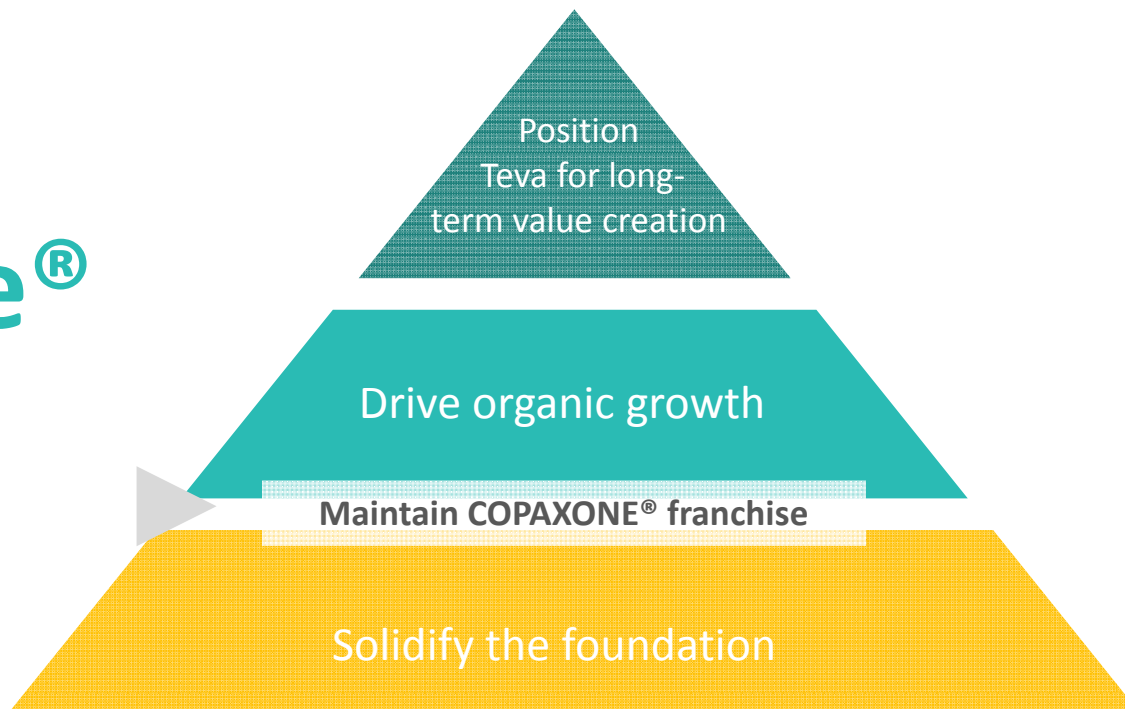 Position
Teva for long-
term value creation
e®
Drive organic growth
Maintain COPAXONE® franchise
Solidify the foundation